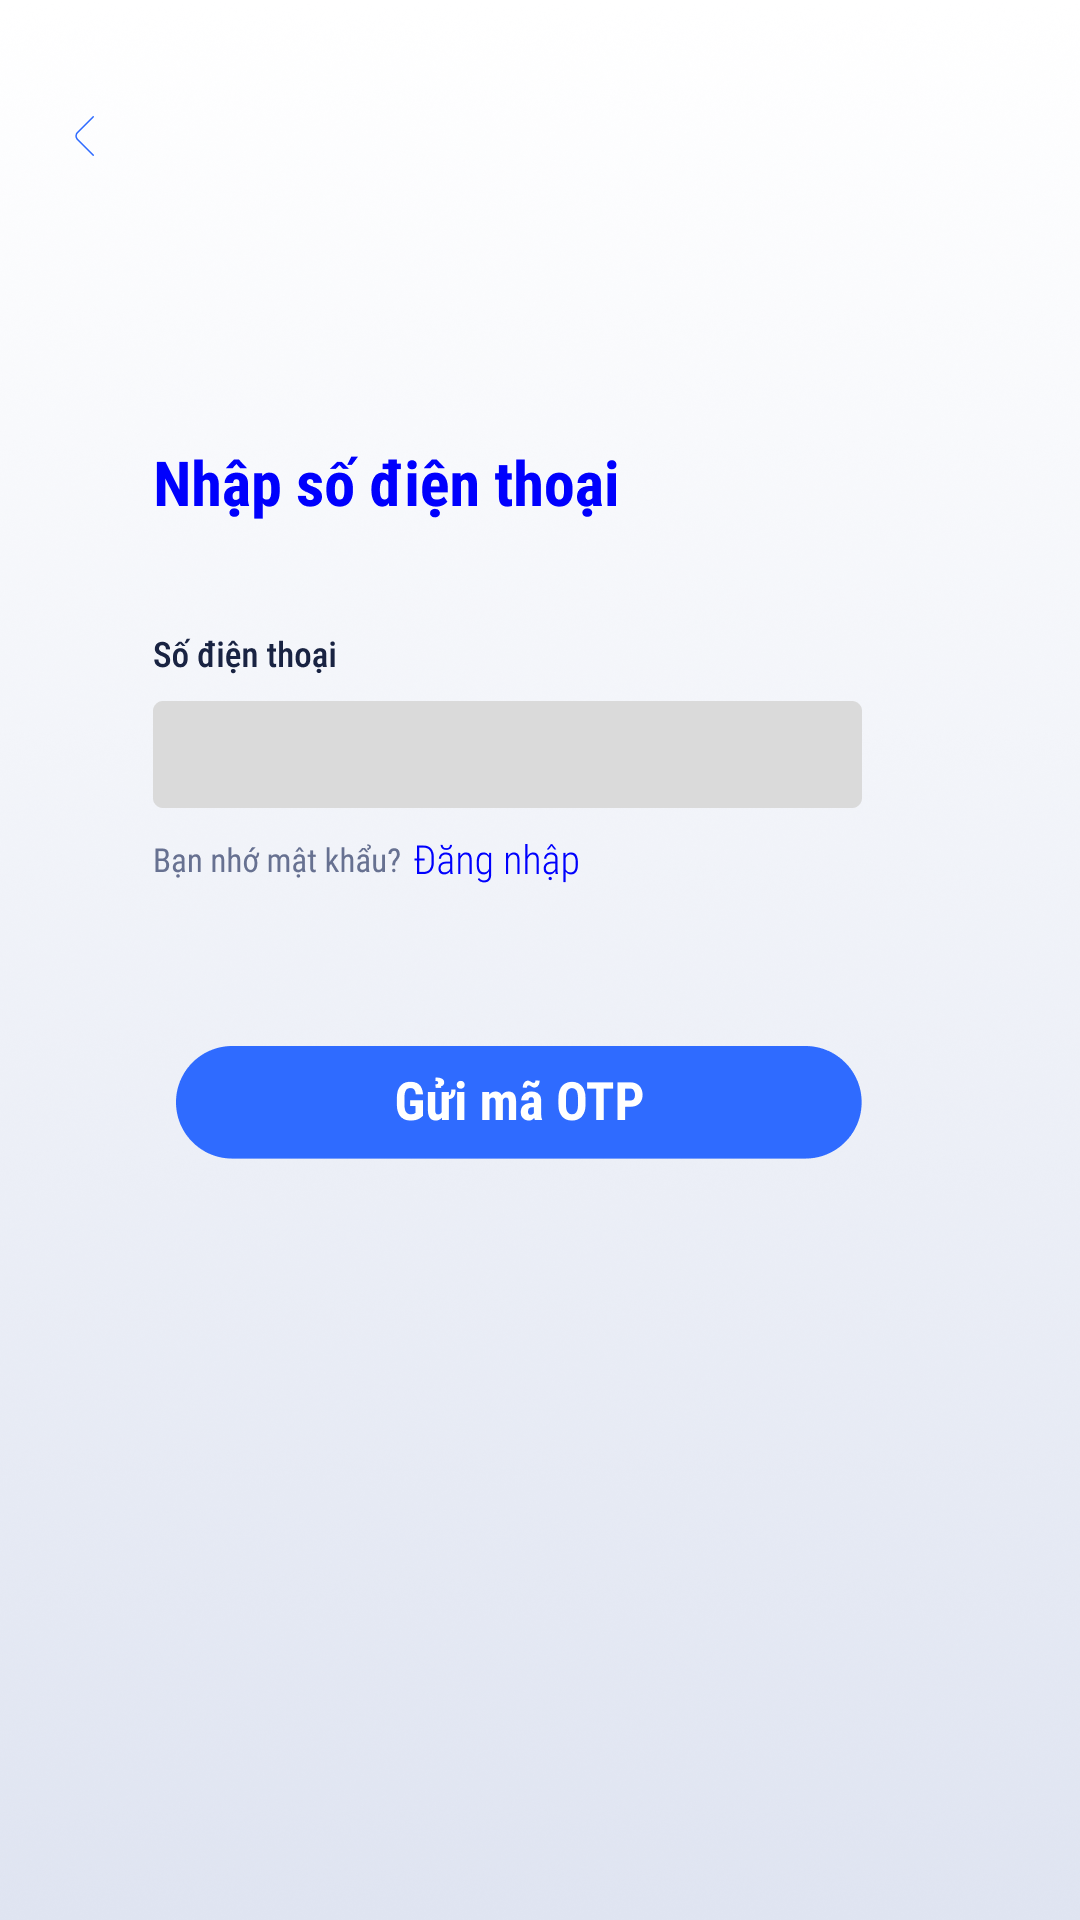 Nhập số điện thoại
Số điện thoại
Bạn nhớ mật khẩu? Đăng nhập
Gửi mã OTP